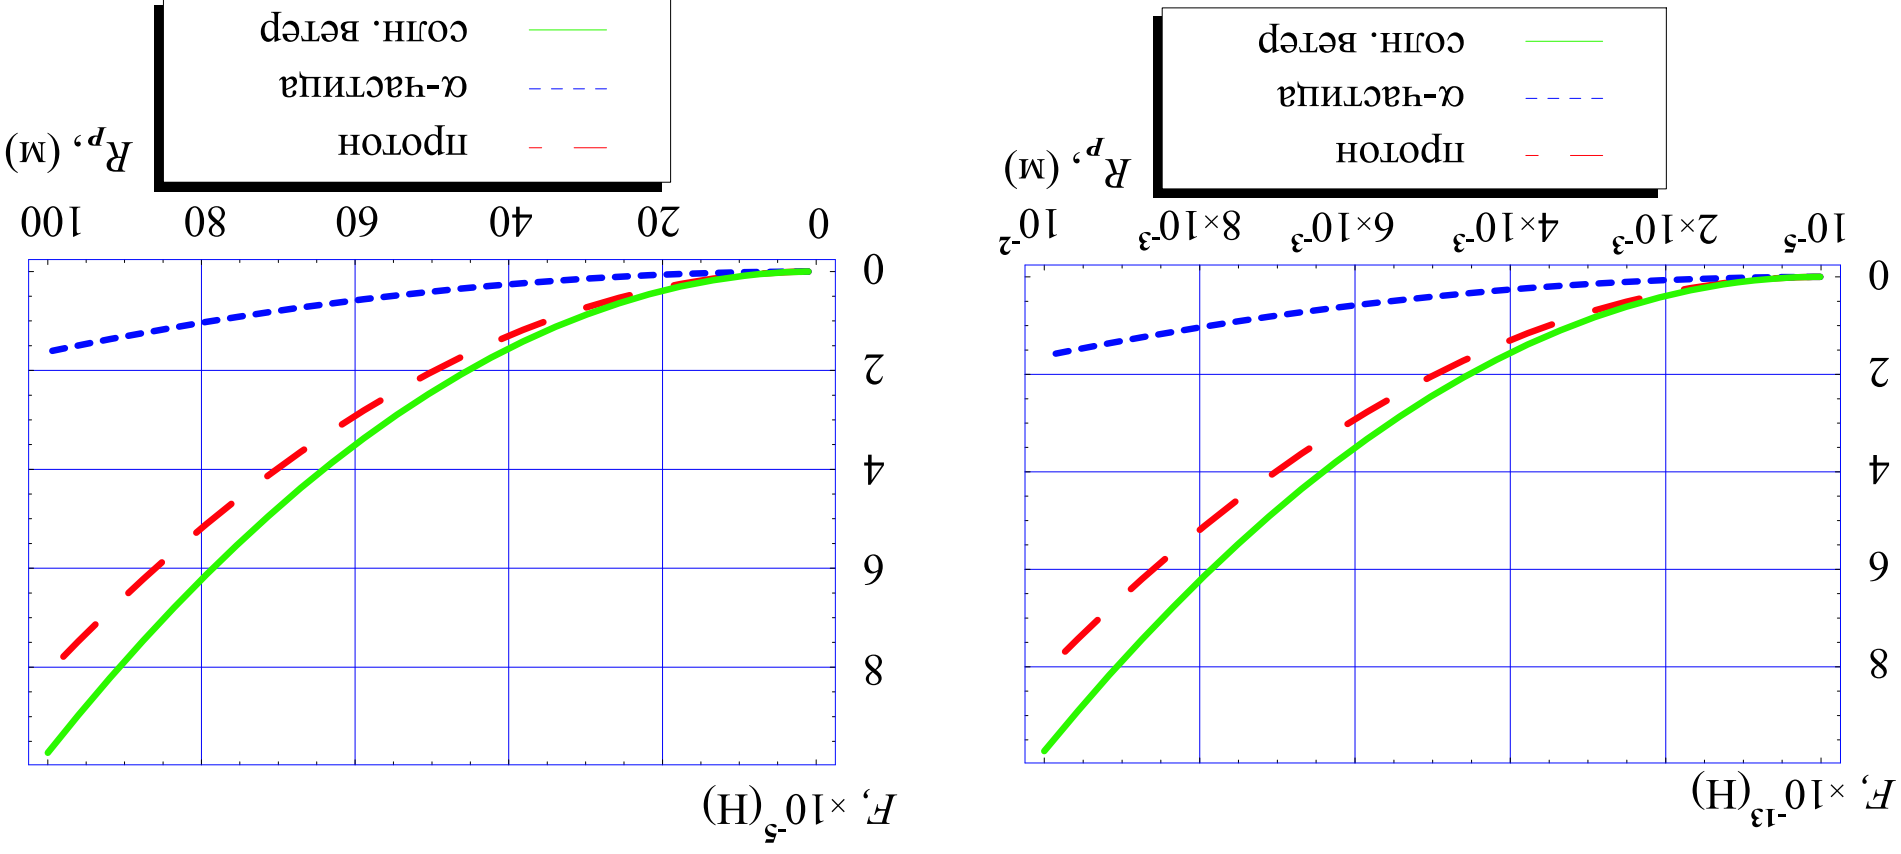 F, ×10⁻¹³(Н)
8
6
4
2
0
10⁻⁵ 2×10⁻³ 4×10⁻³ 6×10⁻³ 8×10⁻³ 10⁻²
R_P, (м)
протон
α-частица
солн. ветер
F, ×10⁻⁵(Н)
8
6
4
2
0
0 20 40 60 80 100
R_P, (м)
протон
α-частица
солн. ветер